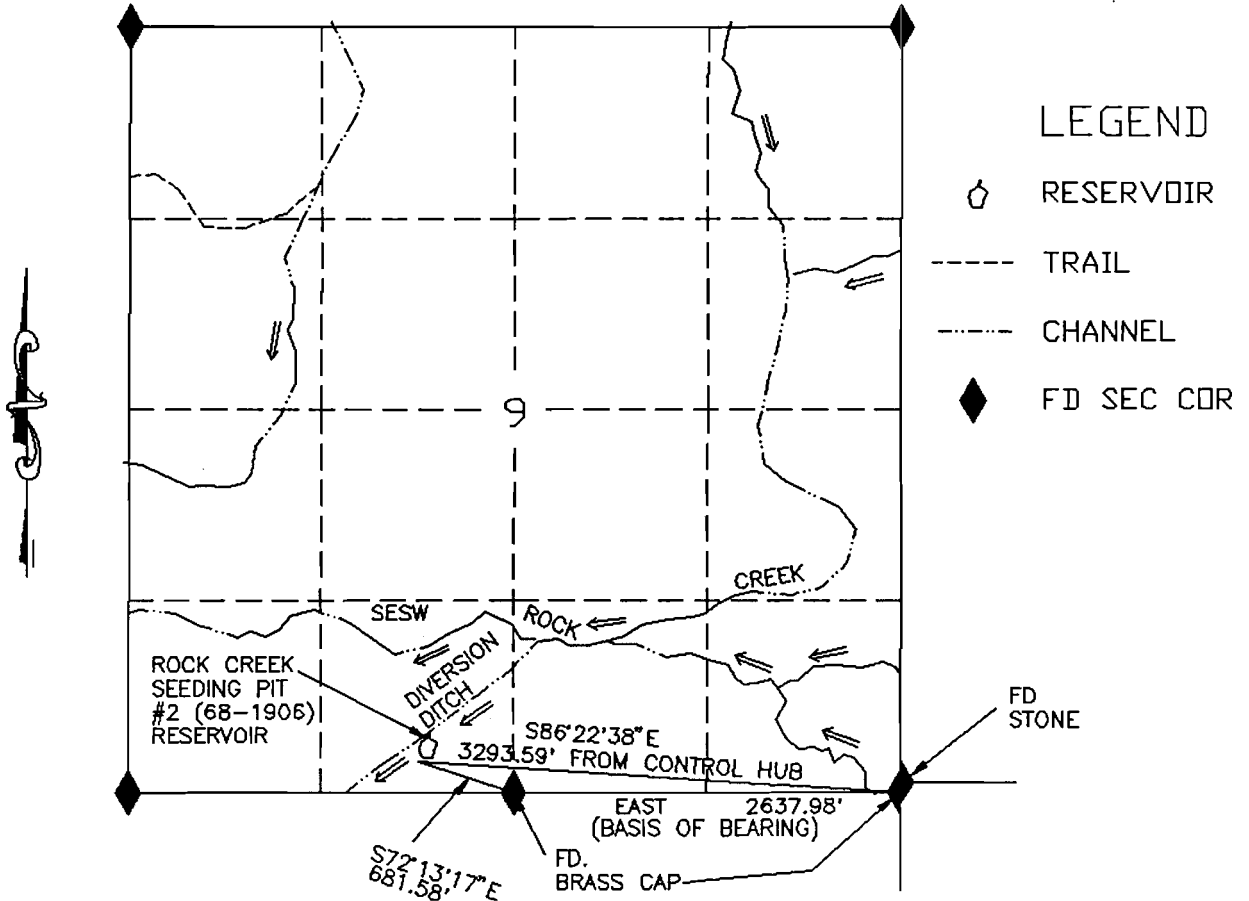 LEGEND
RESERVOIR
TRAIL
CHANNEL
FD SEC COR
9
CREEK
SESW
ROCK
DIVERSION
DITCH
ROCK CREEK
SEEDING PIT
#2 (68-1906)
RESERVOIR
S86°22'38"E
3293.59' FROM CONTROL HUB
FD
STONE
EAST 2637.98'
(BASIS OF BEARING)
S72°13'17"E
681.58'
FD.
BRASS CAP